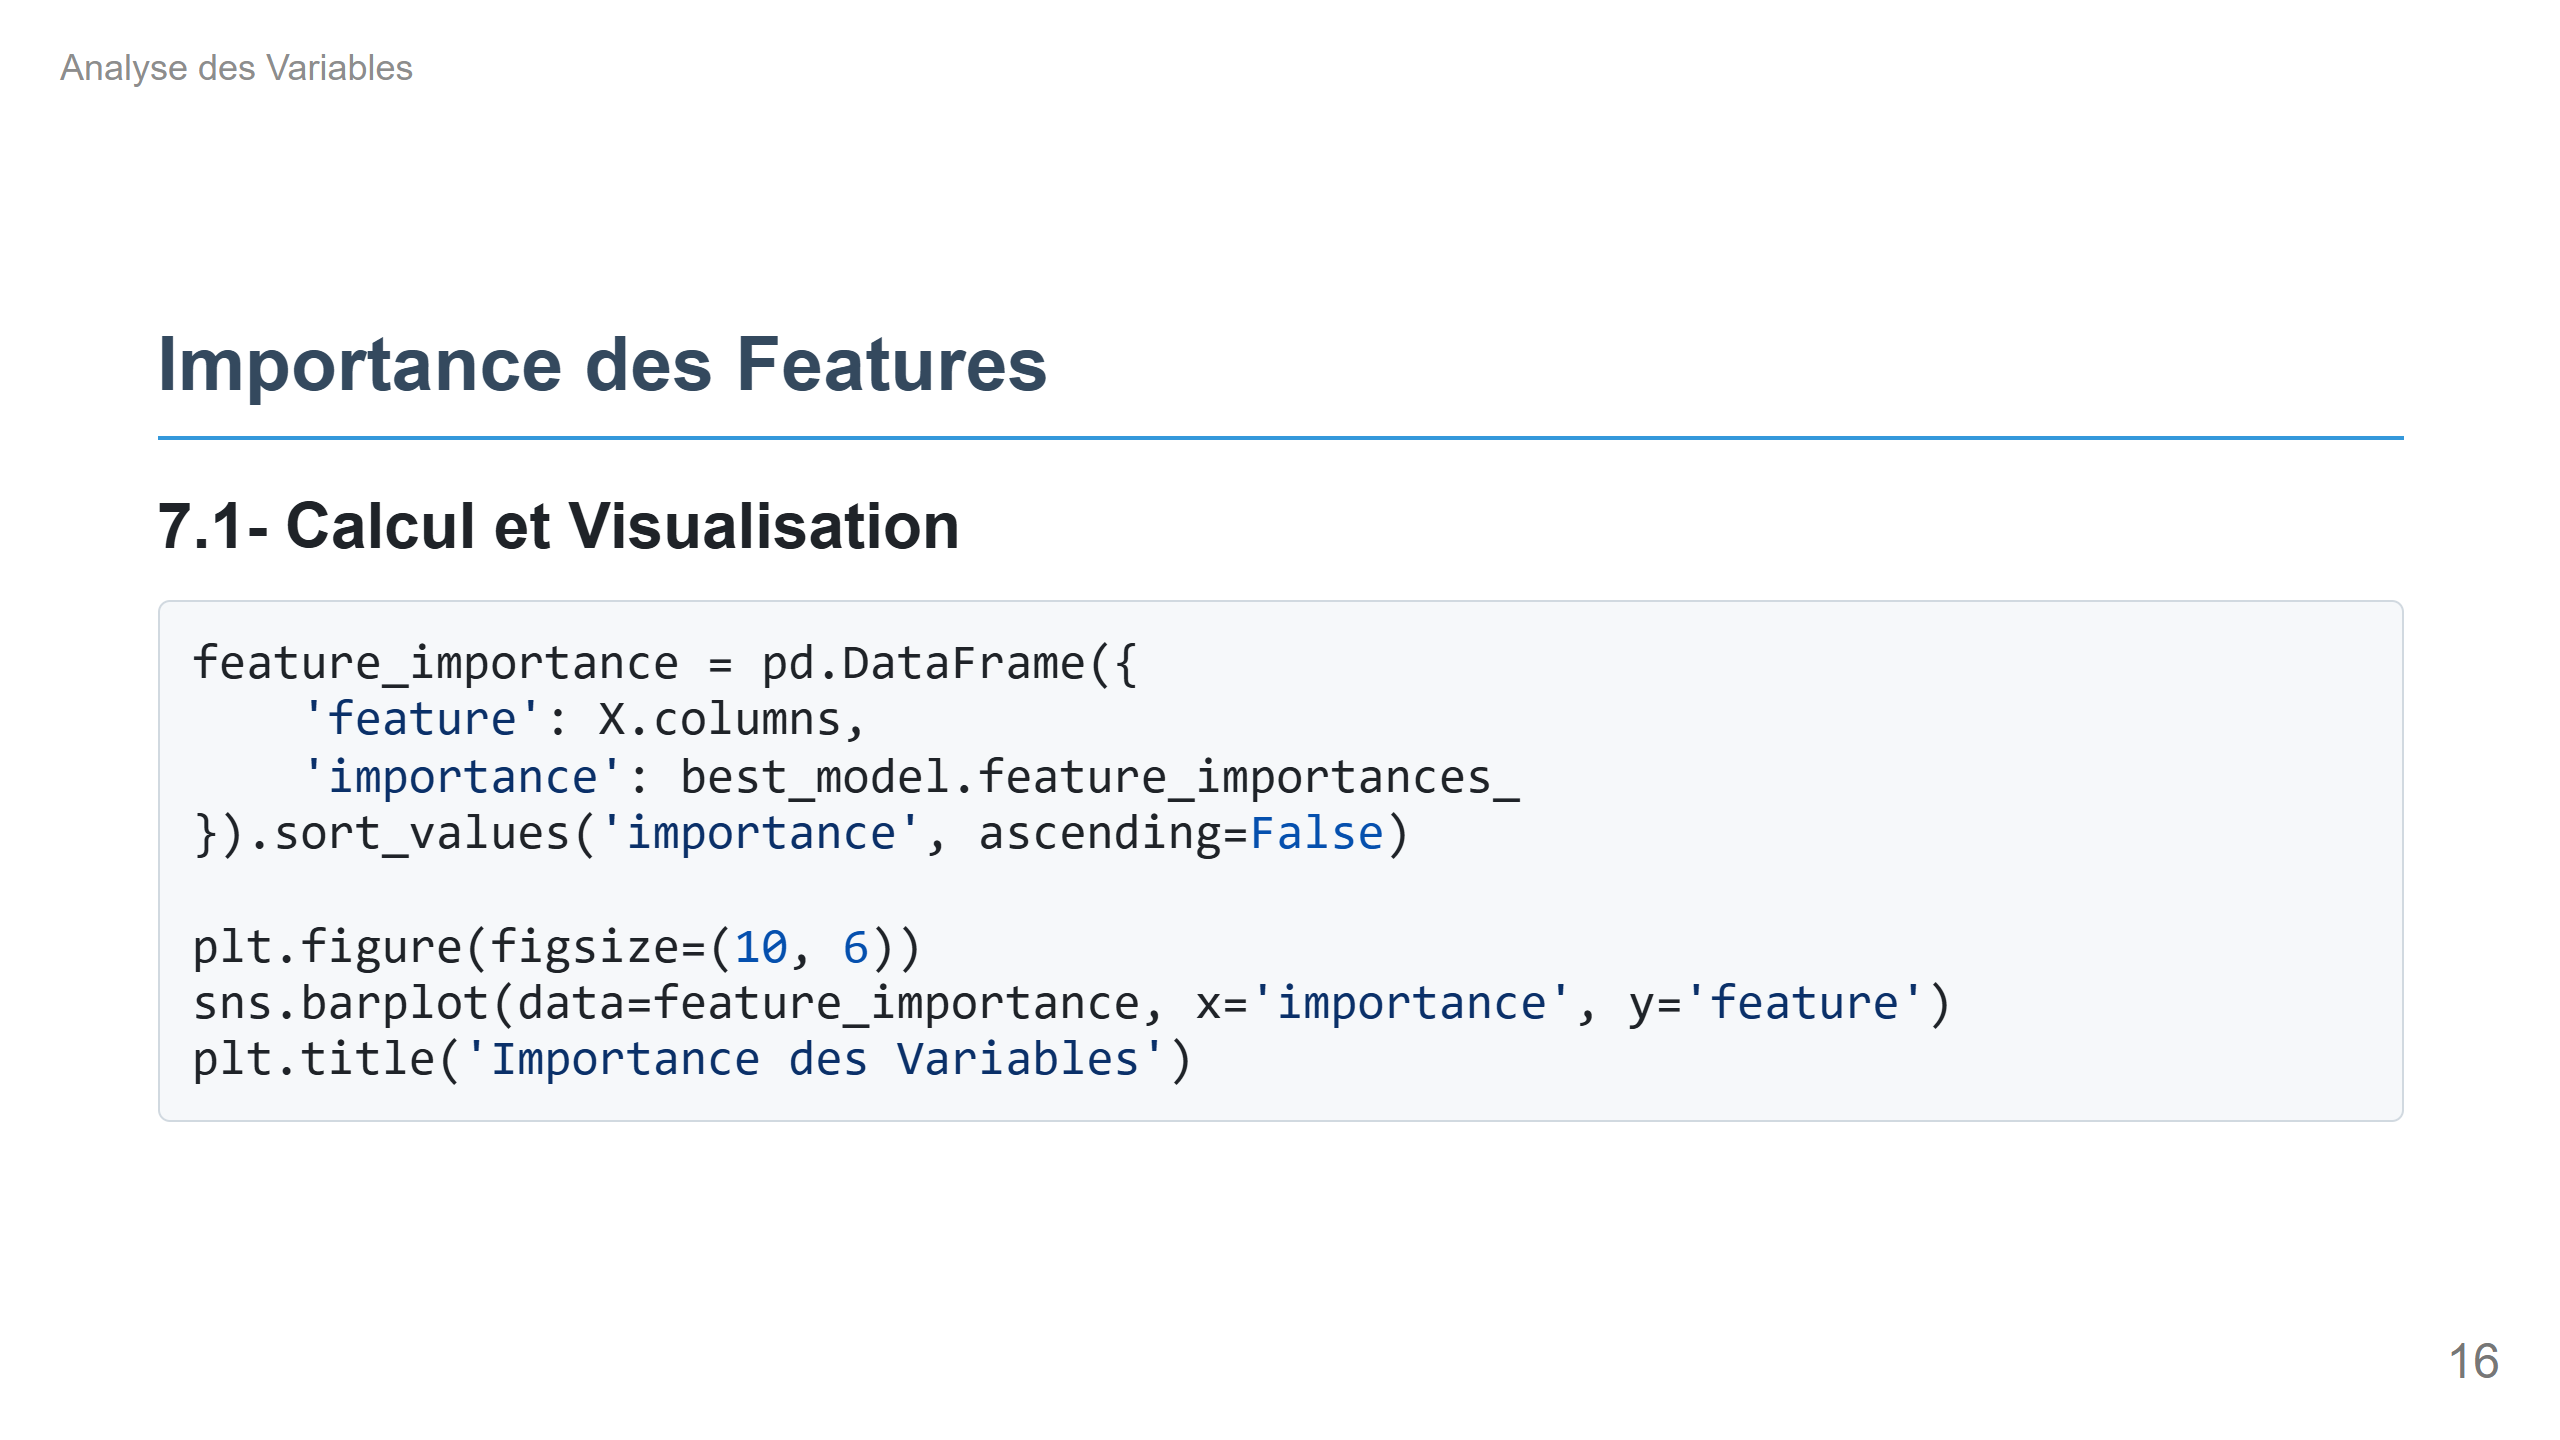 Analyse des Variables
Importance des Features
7.1- Calcul et Visualisation
feature_importance = pd.DataFrame({
    'feature': X.columns,
    'importance': best_model.feature_importances_
}).sort_values('importance', ascending=False)

plt.figure(figsize=(10, 6))
sns.barplot(data=feature_importance, x='importance', y='feature')
plt.title('Importance des Variables')
16